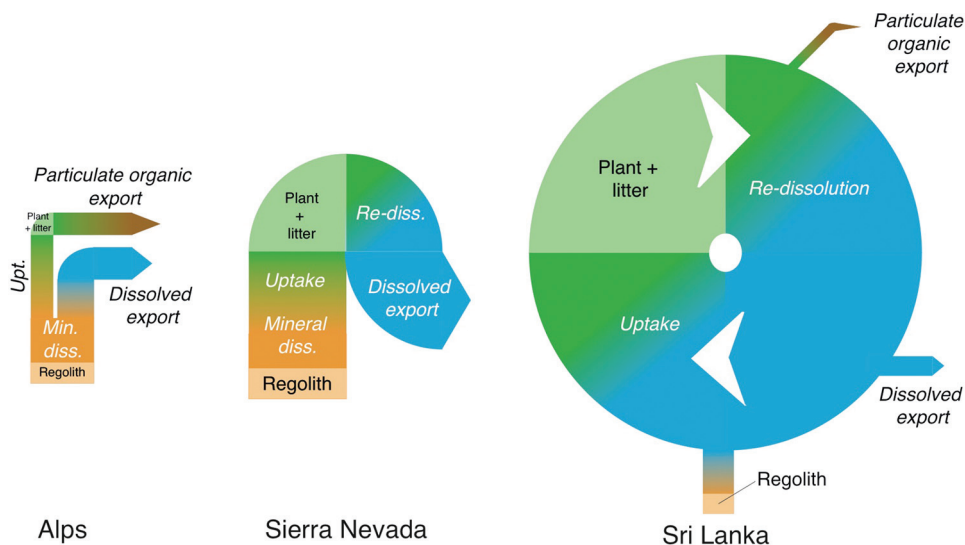 Particulate organic
export
Plant
+ litter
Upt.
Dissolved
export
Min.
diss.
Regolith
Alps
Plant
+
litter
Re-diss.
Uptake
Dissolved
export
Mineral
diss.
Regolith
Sierra Nevada
Particulate
organic
export
Plant +
litter
Re-dissolution
Uptake
Dissolved
export
Regolith
Sri Lanka